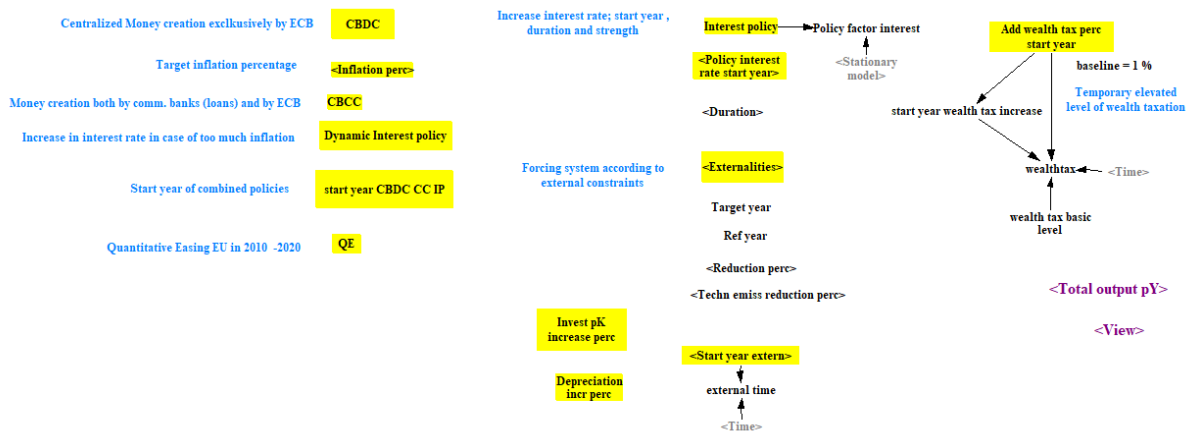 Centralized Money creation exclkusively by ECB
CBDC
Target inflation percentage
<Inflation perc>
Money creation both by comm. banks (loans) and by ECB
CBCC
Increase in interest rate in case of too much inflation
Dynamic Interest policy
Start year of combined policies
start year CBDC CC IP
Quantitative Easing EU in 2010 -2020
QE
Increase interest rate; start year ,
duration and strength
Interest policy
Policy factor interest
<Policy interest
rate start year>
<Stationary
model>
<Duration>
Forcing system according to
external constraints
<Externalities>
Target year
Ref year
<Reduction perc>
<Techn emiss reduction perc>
Invest pK
increase perc
Depreciation
incr perc
<Start year extern>
external time
<Time>
Add wealth tax perc
start year
baseline = 1 %
Temporary elevated
level of wealth taxation
start year wealth tax increase
wealthtax
<Time>
wealth tax basic
level
<Total output pY>
<View>